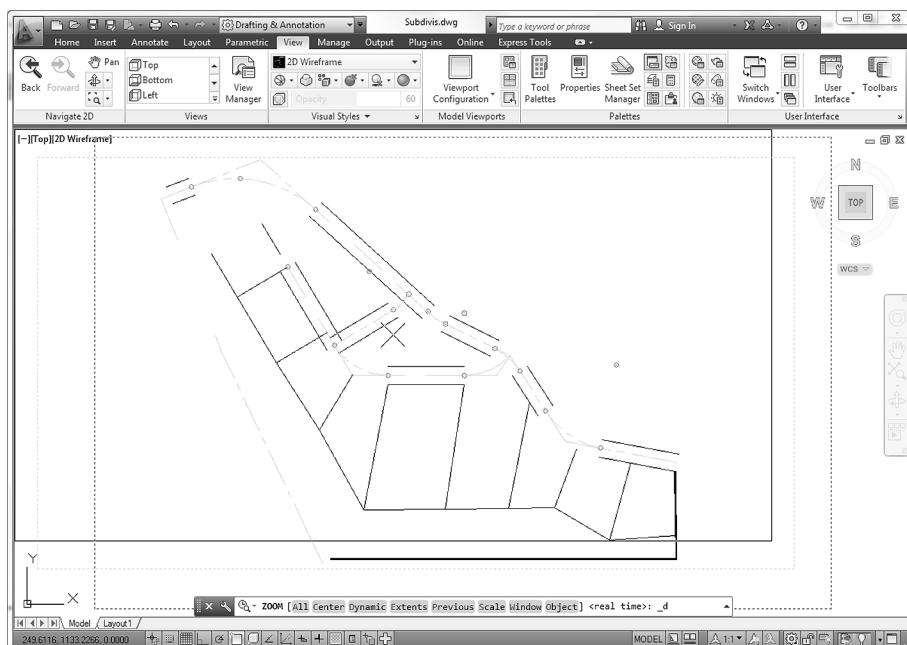 Drafting & Annotation
Subdivis.dwg
Type a keyword or phrase
Sign In
Home Insert Annotate Layout Parametric View Manage Output Plug-ins Online Express Tools
Back
Forward
Pan
Top
Bottom
Left
View Manager
2D Wireframe
Opacity 60
Viewport Configuration
Tool Palettes
Properties
Sheet Set Manager
Switch Windows
User Interface
Toolbars
Navigate 2D
Views
Visual Styles
Model Viewports
Palettes
User Interface
[−][Top][2D Wireframe]
N
W TOP E
S
WCS
Y
X
ZOOM [All Center Dynamic Extents Previous Scale Window Object] <real time>: _d
Model Layout1
249.6116, 1133.2266, 0.0000
MODEL
1:1